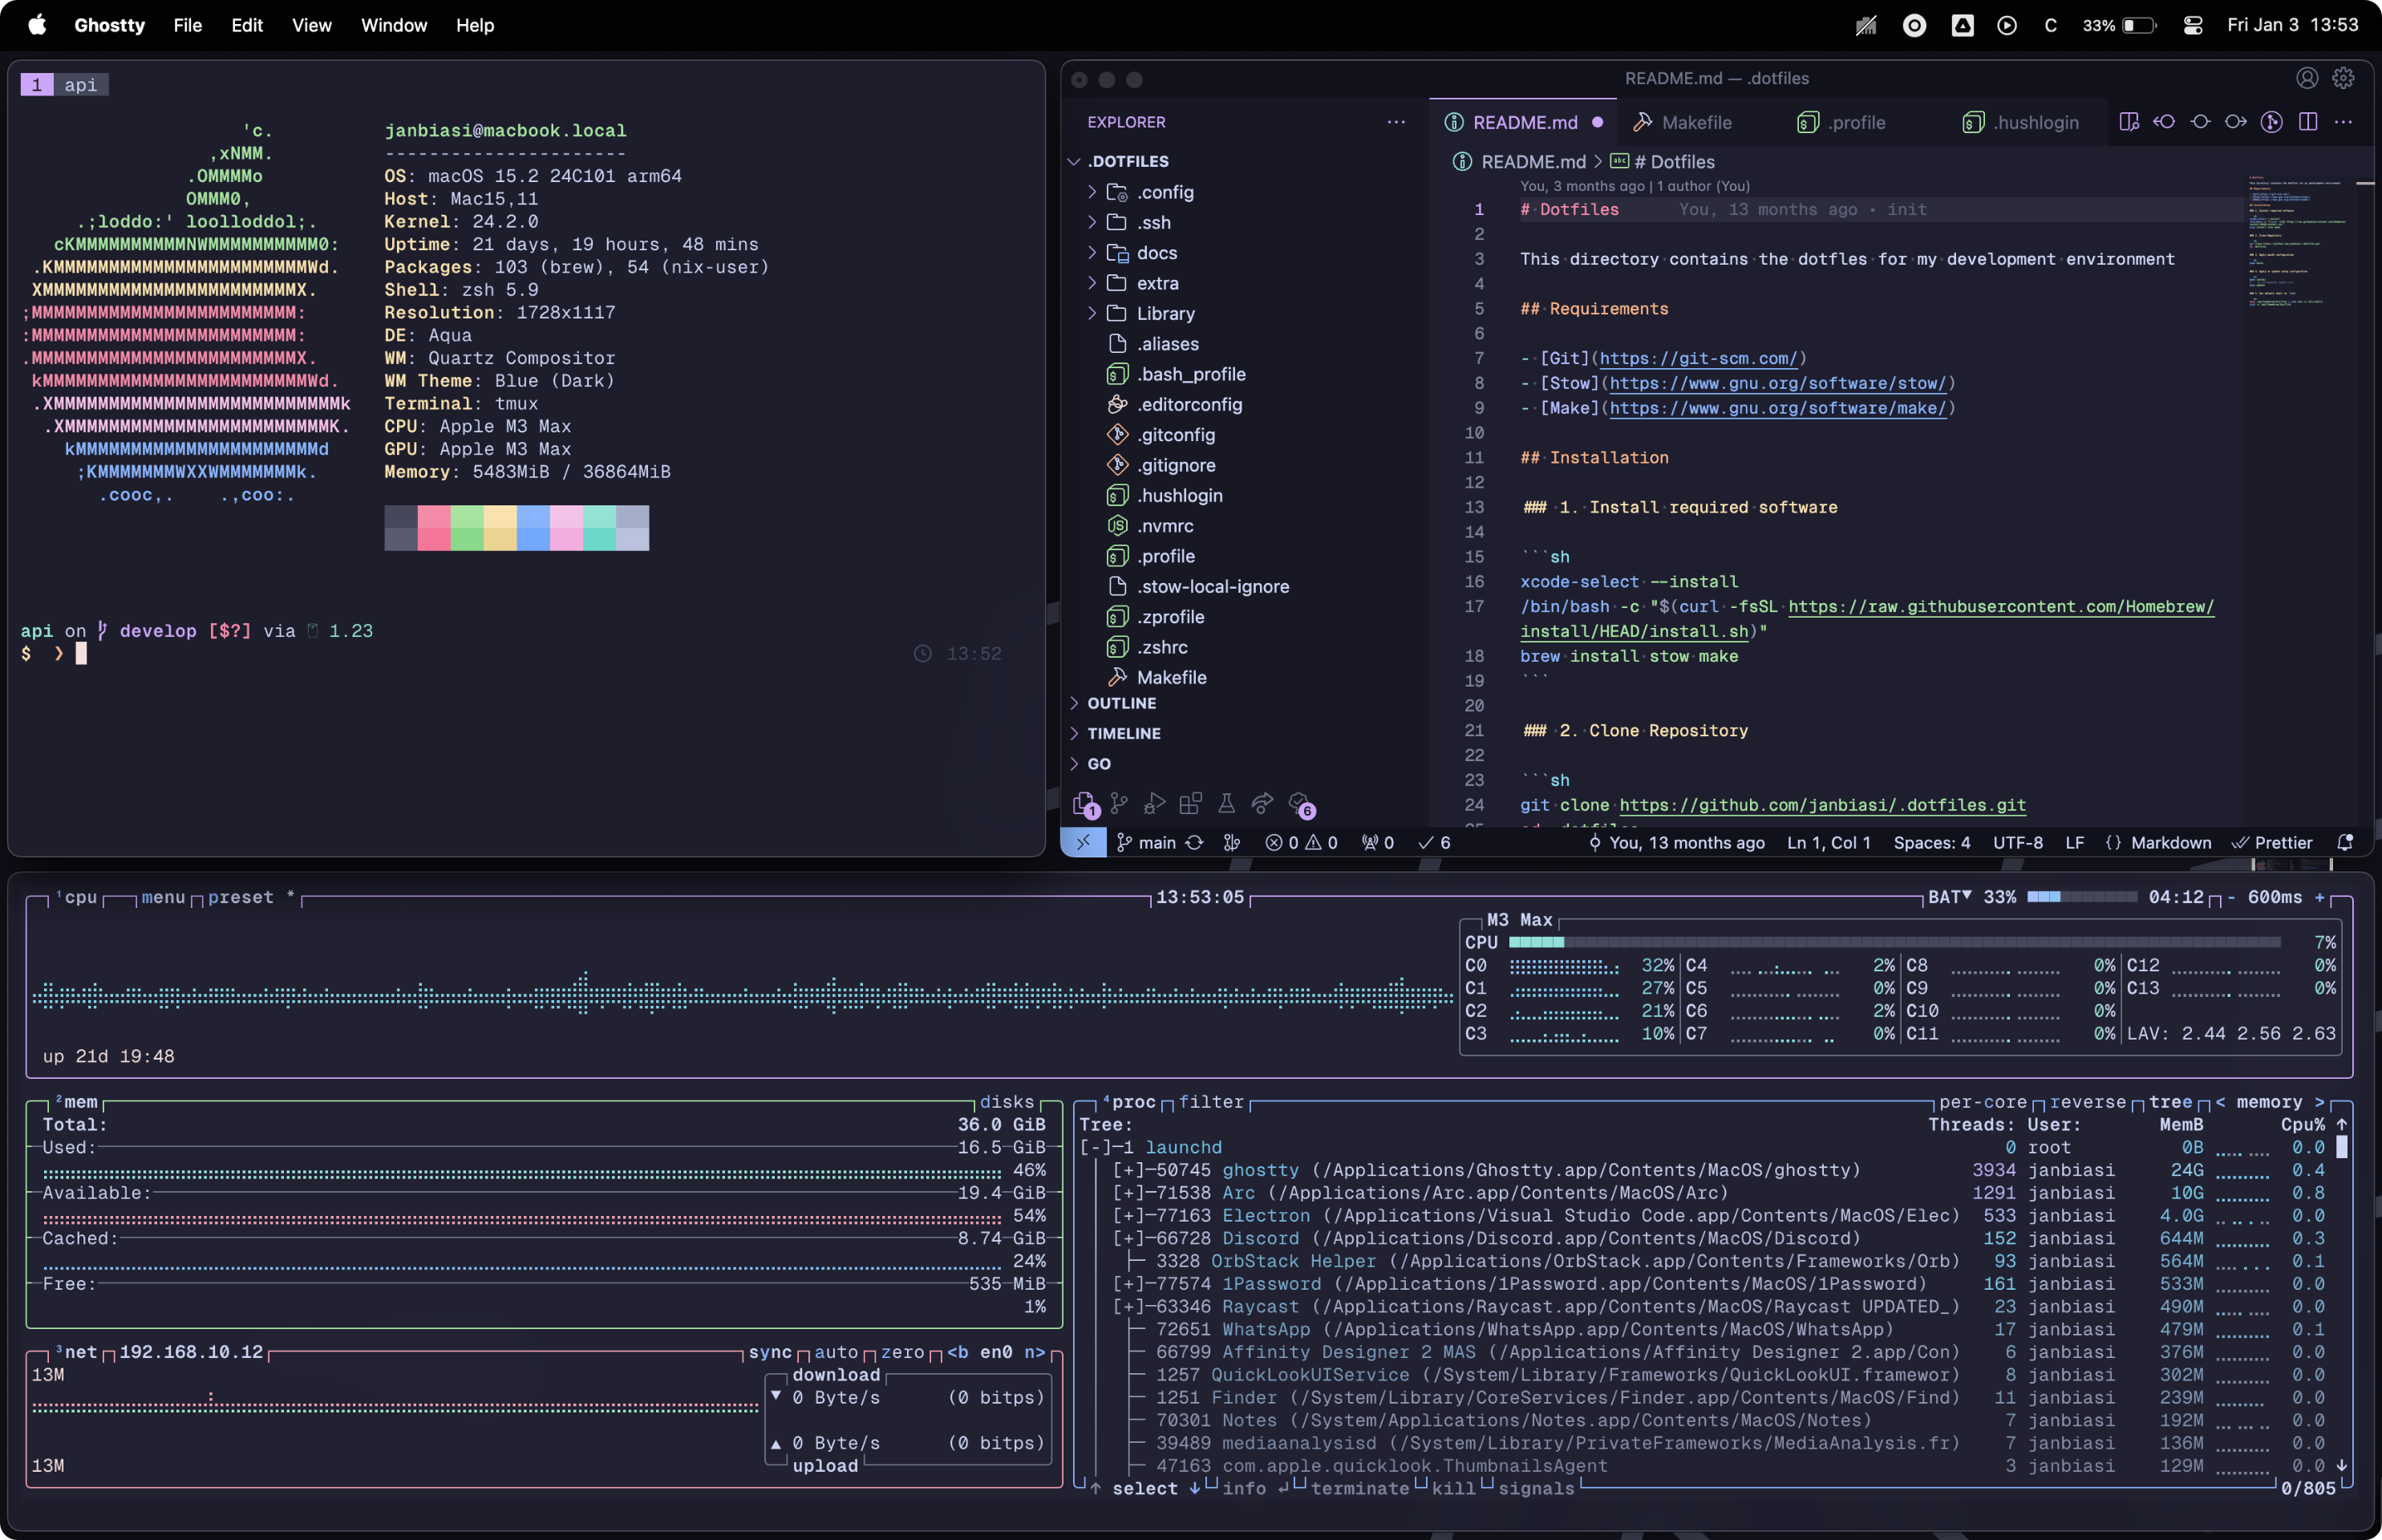 Ghostty File Edit View Window Help
C 33% Fri Jan 3 13:53
1 api
'c.
,xNMM.
.OMMMMo
OMMM0,
.;loddo:' loolloddol;.
cKMMMMMMMMMMNWMMMMMMMMMM0:
.KMMMMMMMMMMMMMMMMMMMMMMMWd.
XMMMMMMMMMMMMMMMMMMMMMMMX.
;MMMMMMMMMMMMMMMMMMMMMMMM:
:MMMMMMMMMMMMMMMMMMMMMMMM:
.MMMMMMMMMMMMMMMMMMMMMMMMX.
kMMMMMMMMMMMMMMMMMMMMMMMMWd.
.XMMMMMMMMMMMMMMMMMMMMMMMMMMk
.XMMMMMMMMMMMMMMMMMMMMMMMMK.
kMMMMMMMMMMMMMMMMMMMMMMd
;KMMMMMMMWXXWMMMMMMMk.
.cooc,. .,coo:.
janbiasi@macbook.local
----------------------
OS: macOS 15.2 24C101 arm64
Host: Mac15,11
Kernel: 24.2.0
Uptime: 21 days, 19 hours, 48 mins
Packages: 103 (brew), 54 (nix-user)
Shell: zsh 5.9
Resolution: 1728x1117
DE: Aqua
WM: Quartz Compositor
WM Theme: Blue (Dark)
Terminal: tmux
CPU: Apple M3 Max
GPU: Apple M3 Max
Memory: 5483MiB / 36864MiB
api on develop [$?] via 1.23
$ ❯ 13:52
README.md — .dotfiles
EXPLORER
.DOTFILES
.config
.ssh
docs
extra
Library
.aliases
.bash_profile
.editorconfig
.gitconfig
.gitignore
.hushlogin
.nvmrc
.profile
.stow-local-ignore
.zprofile
.zshrc
Makefile
OUTLINE
TIMELINE
GO
1 6
README.md Makefile .profile .hushlogin
README.md > # Dotfiles
You, 3 months ago | 1 author (You)
1 # Dotfiles You, 13 months ago • init
2
3 This directory contains the dotfles for my development environment
4
5 ## Requirements
6
7 - [Git](https://git-scm.com/)
8 - [Stow](https://www.gnu.org/software/stow/)
9 - [Make](https://www.gnu.org/software/make/)
10
11 ## Installation
12
13 ### 1. Install required software
14
15 ```sh
16 xcode-select --install
17 /bin/bash -c "$(curl -fsSL https://raw.githubusercontent.com/Homebrew/
install/HEAD/install.sh)"
18 brew install stow make
19 ```
20
21 ### 2. Clone Repository
22
23 ```sh
24 git clone https://github.com/janbiasi/.dotfiles.git
main 0 0 0 6 You, 13 months ago Ln 1, Col 1 Spaces: 4 UTF-8 LF {} Markdown Prettier
1cpu menu preset * 13:53:05 BAT▼ 33% 04:12 - 600ms +
M3 Max
CPU 7%
C0 32% C4 2% C8 0% C12 0%
C1 27% C5 0% C9 0% C13 0%
C2 21% C6 2% C10 0%
C3 10% C7 0% C11 0% LAV: 2.44 2.56 2.63
up 21d 19:48
2mem disks
Total: 36.0 GiB
Used: 16.5 GiB
46%
Available: 19.4 GiB
54%
Cached: 8.74 GiB
24%
Free: 535 MiB
1%
3net 192.168.10.12 sync auto zero <b en0 n>
13M
download
▼ 0 Byte/s (0 bitps)
▲ 0 Byte/s (0 bitps)
upload
13M
4proc filter per-core reverse tree < memory >
Tree: Threads: User: MemB Cpu% ↑
[-]─1 launchd 0 root 0B 0.0
[+]─50745 ghostty (/Applications/Ghostty.app/Contents/MacOS/ghostty) 3934 janbiasi 24G 0.4
[+]─71538 Arc (/Applications/Arc.app/Contents/MacOS/Arc) 1291 janbiasi 10G 0.8
[+]─77163 Electron (/Applications/Visual Studio Code.app/Contents/MacOS/Elec) 533 janbiasi 4.0G 0.0
[+]─66728 Discord (/Applications/Discord.app/Contents/MacOS/Discord) 152 janbiasi 644M 0.3
3328 OrbStack Helper (/Applications/OrbStack.app/Contents/Frameworks/Orb) 93 janbiasi 564M 0.1
[+]─77574 1Password (/Applications/1Password.app/Contents/MacOS/1Password) 161 janbiasi 533M 0.0
[+]─63346 Raycast (/Applications/Raycast.app/Contents/MacOS/Raycast UPDATED_) 23 janbiasi 490M 0.0
72651 WhatsApp (/Applications/WhatsApp.app/Contents/MacOS/WhatsApp) 17 janbiasi 479M 0.1
66799 Affinity Designer 2 MAS (/Applications/Affinity Designer 2.app/Con) 6 janbiasi 376M 0.0
1257 QuickLookUIService (/System/Library/Frameworks/QuickLookUI.framewor) 8 janbiasi 302M 0.0
1251 Finder (/System/Library/CoreServices/Finder.app/Contents/MacOS/Find) 11 janbiasi 239M 0.0
70301 Notes (/System/Applications/Notes.app/Contents/MacOS/Notes) 7 janbiasi 192M 0.0
39489 mediaanalysisd (/System/Library/PrivateFrameworks/MediaAnalysis.fr) 7 janbiasi 136M 0.0
47163 com.apple.quicklook.ThumbnailsAgent 3 janbiasi 129M 0.0 ↓
↑ select ↓ info ↵ terminate kill signals 0/805